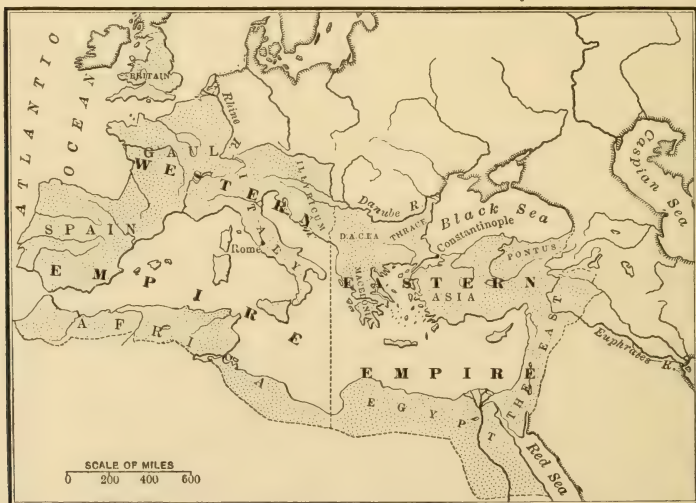 ATLANTIC
OCEAN
BRITAIN
Rhine R.
GAUL
WESTERN
EMPIRE
SPAIN
ITALY
Rome
ILLYRICUM
AFRICA
Danube R.
DACEA
THRACE
MACEDONIA
Black Sea
Constantinople
PONTUS
Caspian Sea
EASTERN
ASIA
EMPIRE
EGYPT
THE EAST
Euphrates R.
Red Sea
SCALE OF MILES
0 200 400 600